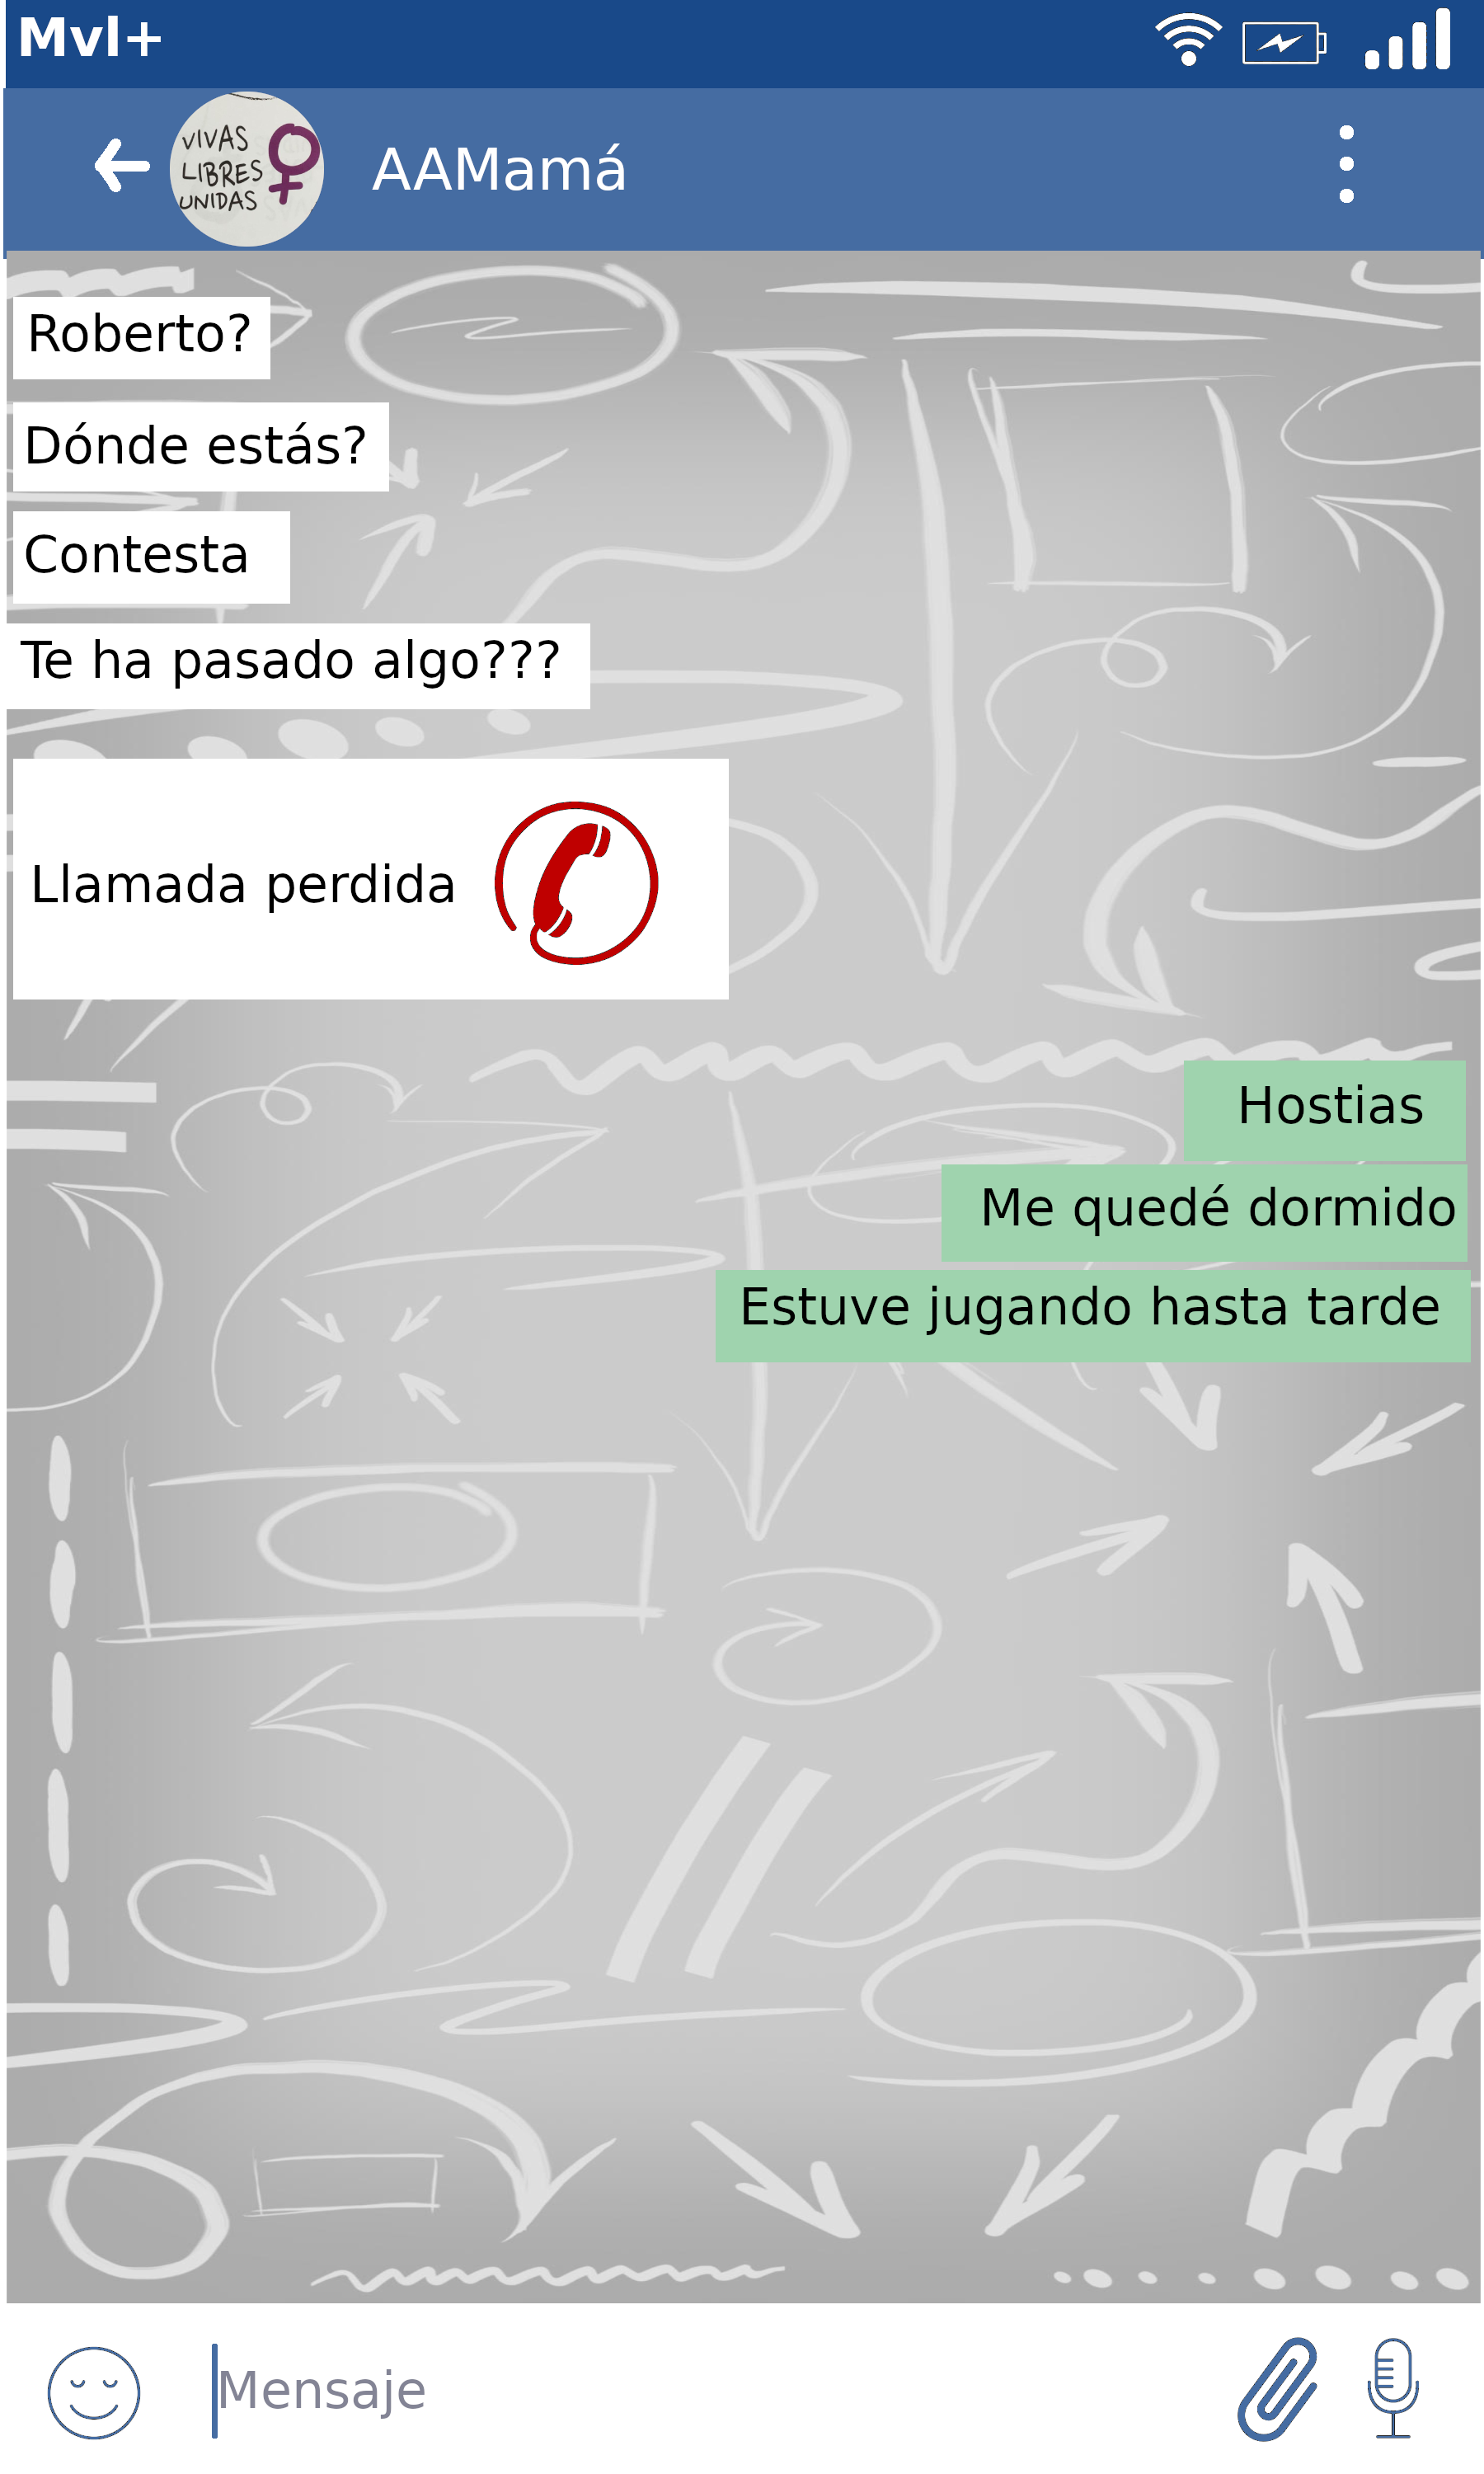 Mvl+
VIVAS
LIBRES
UNIDAS
AAMamá
Roberto?
Dónde estás?
Contesta
Te ha pasado algo???
Llamada perdida
Hostias
Me quedé dormido
Estuve jugando hasta tarde
Mensaje